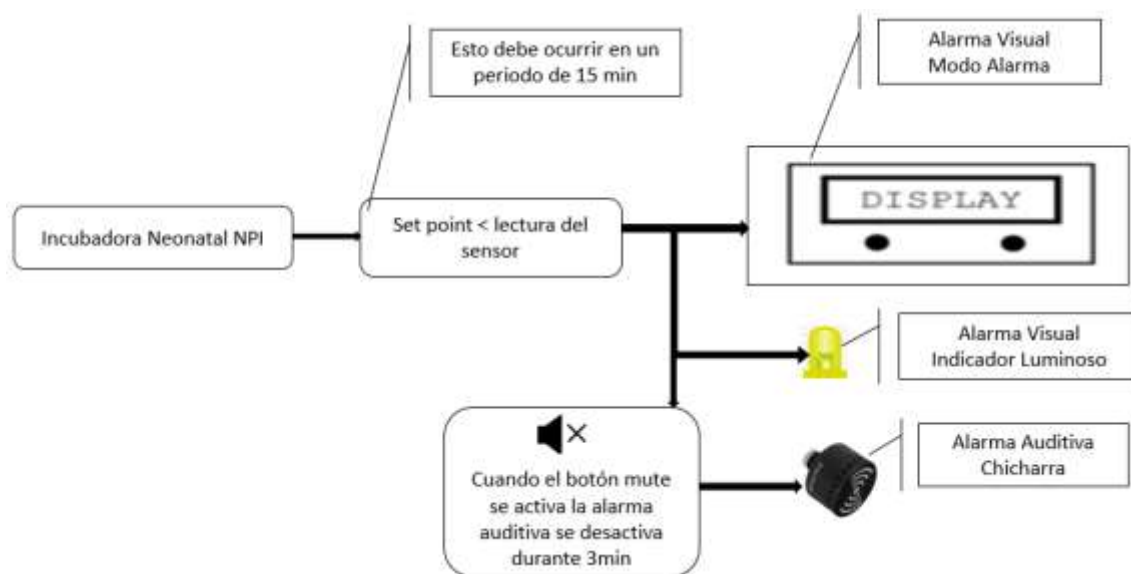 Esto debe ocurrir en un
periodo de 15 min
Alarma Visual
Modo Alarma
DISPLAY
Incubadora Neonatal NPI
Set point < lectura del
sensor
Alarma Visual
Indicador Luminoso
Cuando el botón mute
se activa la alarma
auditiva se desactiva
durante 3min
Alarma Auditiva
Chicharra